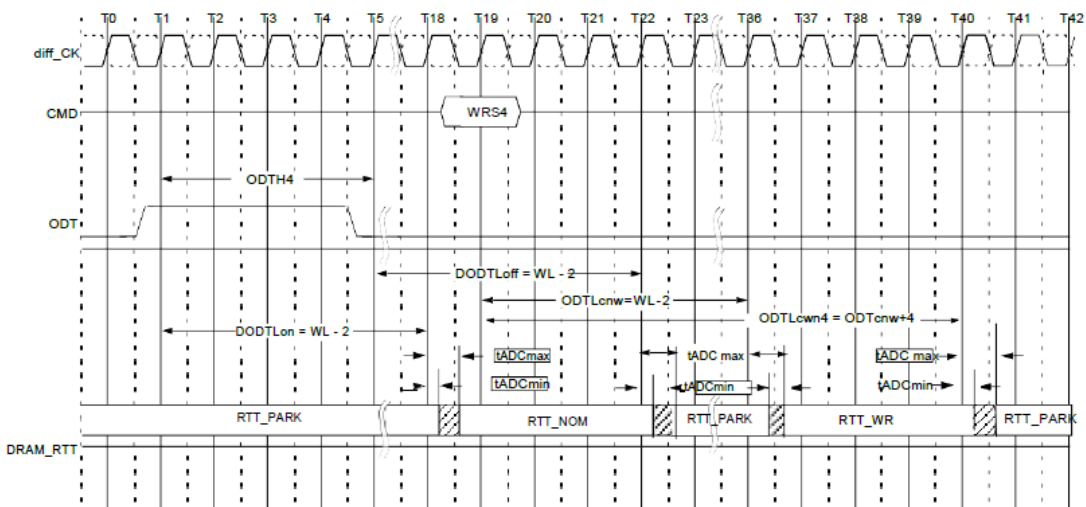 T0 T1 T2 T3 T4 T5 T18 T19 T20 T21 T22 T23 T36 T37 T38 T39 T40 T41 T42
diff_CK
CMD
WRS4
ODTH4
ODT
DODTLoff = WL - 2
ODTLcnw=WL-2
DODTLon = WL - 2
ODTLcwn4 = ODTcnw+4
tADCmax
tADC max
tADC max
tADCmin
tADCmin
tADCmin
RTT_PARK
RTT_NOM
RTT_PARK
RTT_WR
RTT_PARK
DRAM_RTT